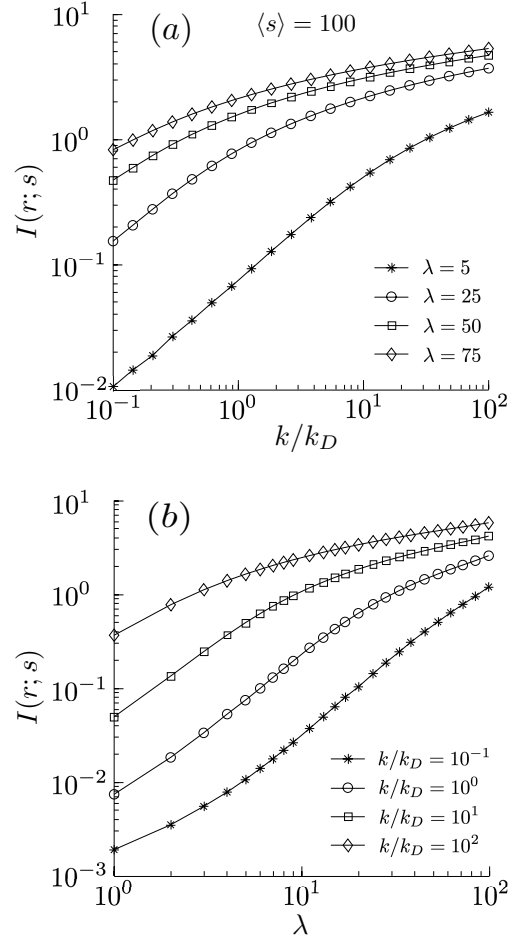 (a)
⟨s⟩ = 100
I(r; s)
10^1
10^0
10^{-1}
10^{-2}
λ = 5
λ = 25
λ = 50
λ = 75
10^{-1} 10^0 10^1 10^2
k/k_D
(b)
I(r; s)
10^1
10^0
10^{-1}
10^{-2}
10^{-3}
k/k_D = 10^{-1}
k/k_D = 10^0
k/k_D = 10^1
k/k_D = 10^2
10^0 10^1 10^2
λ